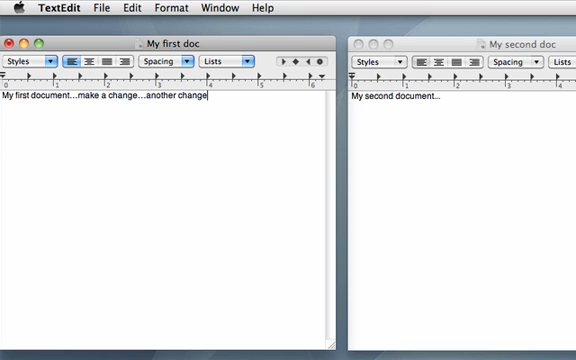 TextEdit File Edit Format Window Help
My first doc
Styles Spacing Lists
0 1 2 3 4 5 6
My first document...make a change...another change
My second doc
Styles Spacing Lists
0 1 2 3 4
My second document...